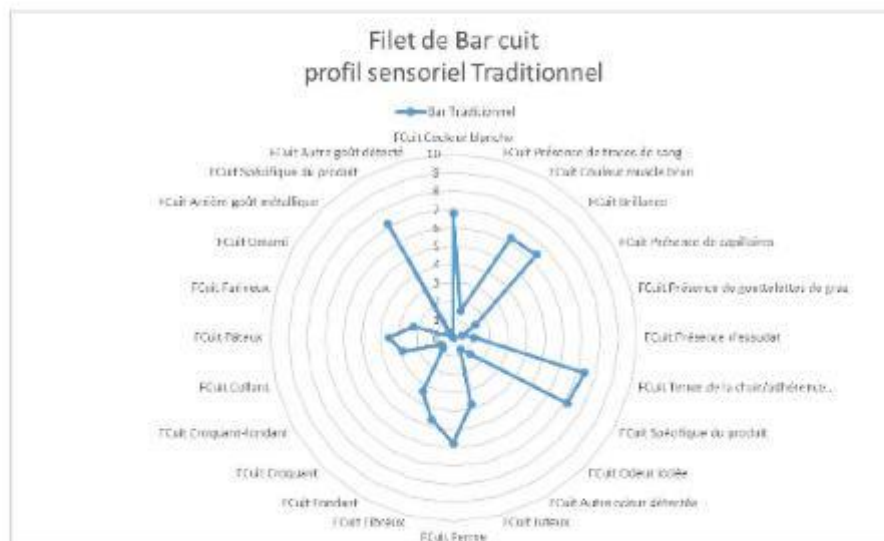 Filet de Bar cuit
profil sensoriel Traditionnel
Bar Traditionnel
FCuit Couleur blanche
FCuit Présence de traces de sang
FCuit Couleur muscle brun
FCuit Brillance
FCuit Présence de capillaires
FCuit Présence de gouttelettes de gras
FCuit Présence d'exsudat
FCuit Tenue de la chair/adhérence...
FCuit Spécifique du produit
FCuit Odeur iodée
FCuit Autre odeur détectée
FCuit Juteux
FCuit Ferme
FCuit Fibreux
FCuit Fondant
FCuit Croquant
FCuit Croquant-fondant
FCuit Collant
FCuit Pâteux
FCuit Farineux
FCuit Umami
FCuit Arrière goût métallique
FCuit Spécifique du produit
FCuit Autre goût détecté
10
9
8
7
6
5
4
3
2